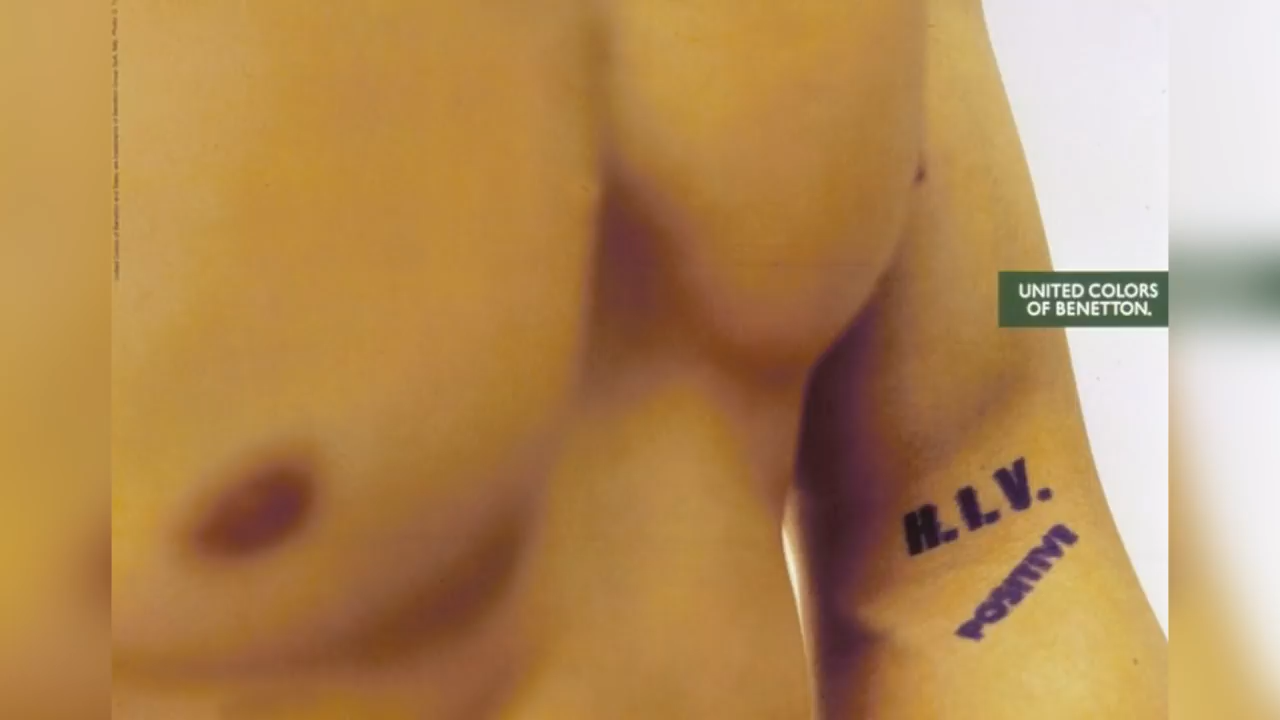 UNITED COLORS
OF BENETTON.
H.I.V.
POSITIVE